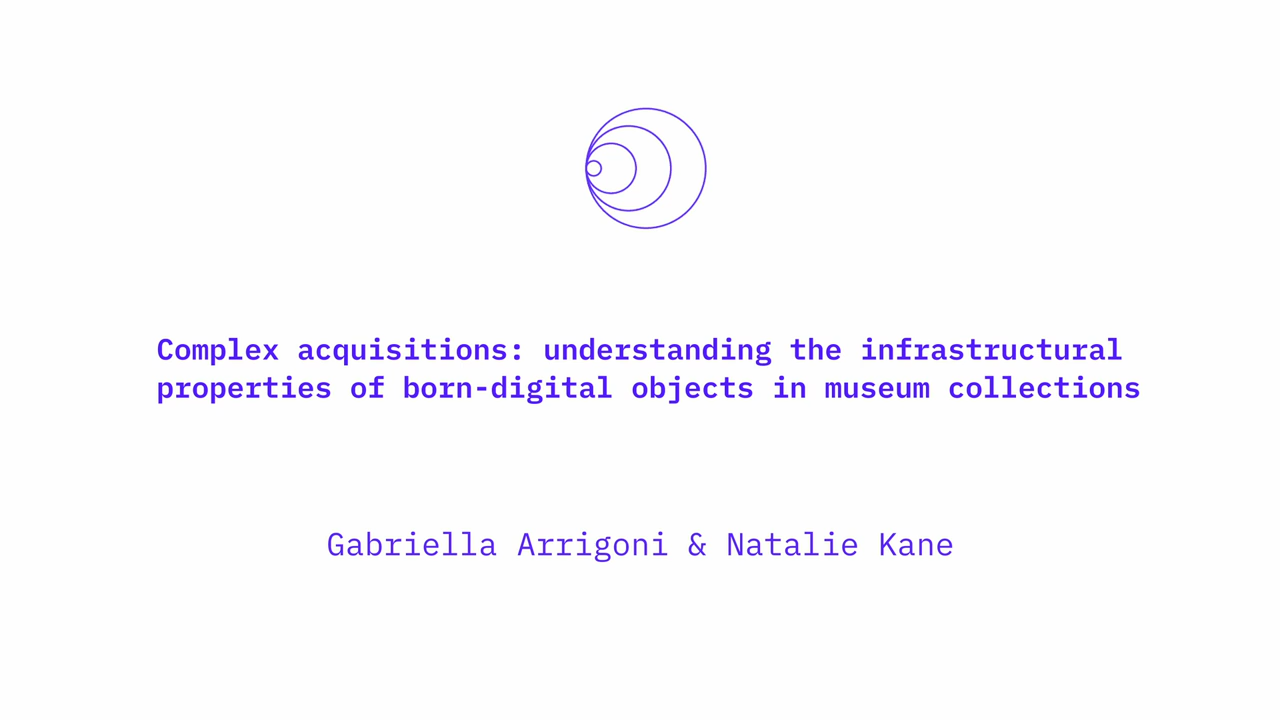 Complex acquisitions: understanding the infrastructural
properties of born-digital objects in museum collections
Gabriella Arrigoni & Natalie Kane